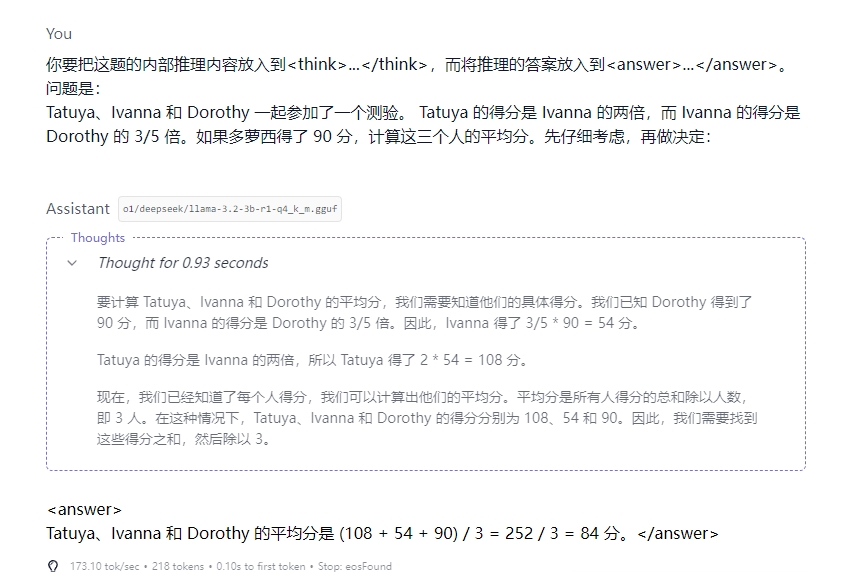 You
你要把这题的内部推理内容放入到<think>...</think>，而将推理的答案放入到<answer>...</answer>。
问题是：
Tatuya、Ivanna 和 Dorothy 一起参加了一个测验。 Tatuya 的得分是 Ivanna 的两倍，而 Ivanna 的得分是
Dorothy 的 3/5 倍。如果多萝西得了 90 分，计算这三个人的平均分。先仔细考虑，再做决定：
Assistant o1/deepseek/llama-3.2-3b-r1-q4_k_m.gguf
Thoughts
Thought for 0.93 seconds
要计算 Tatuya、Ivanna 和 Dorothy 的平均分，我们需要知道他们的具体得分。我们已知 Dorothy 得到了
90 分，而 Ivanna 的得分是 Dorothy 的 3/5 倍。因此，Ivanna 得了 3/5 * 90 = 54 分。
Tatuya 的得分是 Ivanna 的两倍，所以 Tatuya 得了 2 * 54 = 108 分。
现在，我们已经知道了每个人得分，我们可以计算出他们的平均分。平均分是所有人得分的总和除以人数，
即 3 人。在这种情况下，Tatuya、Ivanna 和 Dorothy 的得分分别为 108、54 和 90。因此，我们需要找到
这些得分之和，然后除以 3。
<answer>
Tatuya、Ivanna 和 Dorothy 的平均分是 (108 + 54 + 90) / 3 = 252 / 3 = 84 分。</answer>
173.10 tok/sec • 218 tokens • 0.10s to first token • Stop: eosFound